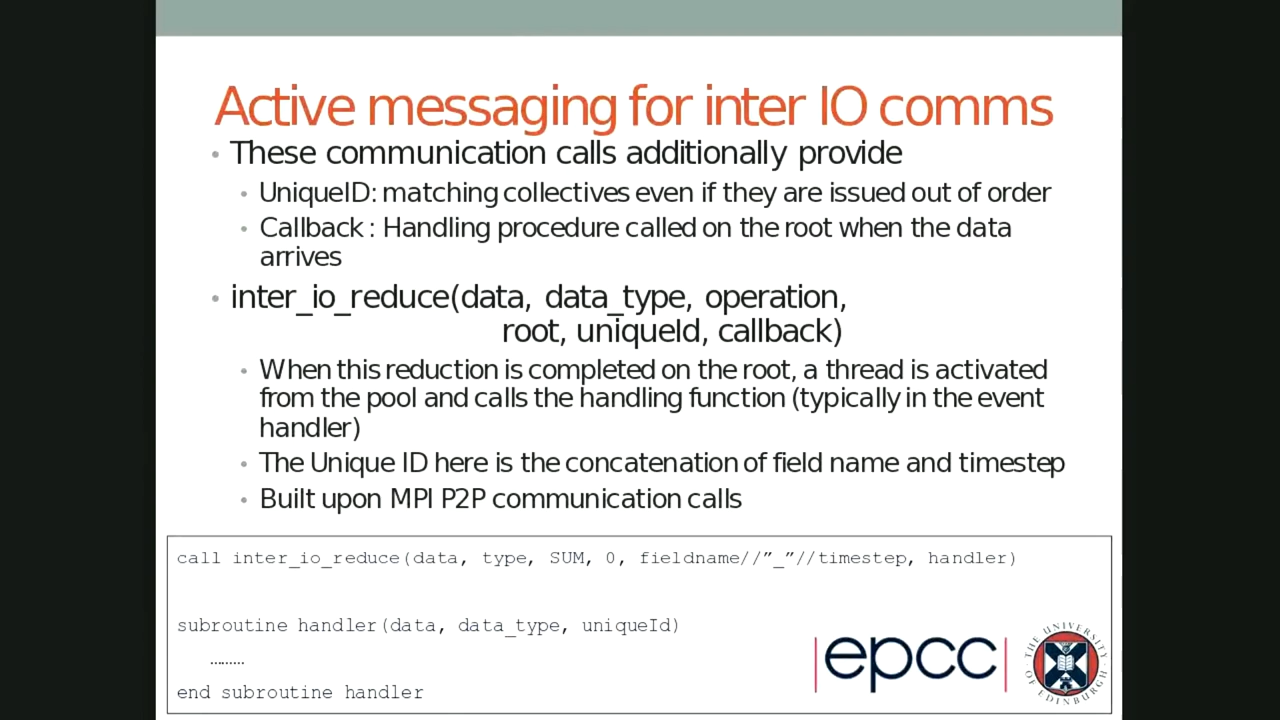 Active messaging for inter IO comms
• These communication calls additionally provide
• UniqueID: matching collectives even if they are issued out of order
• Callback : Handling procedure called on the root when the data
arrives
• inter_io_reduce(data, data_type, operation,
root, uniqueId, callback)
• When this reduction is completed on the root, a thread is activated
from the pool and calls the handling function (typically in the event
handler)
• The Unique ID here is the concatenation of field name and timestep
• Built upon MPI P2P communication calls
call inter_io_reduce(data, type, SUM, 0, fieldname//”_”//timestep, handler)
subroutine handler(data, data_type, uniqueId)
………
end subroutine handler
|epcc|
THE UNIVERSITY OF EDINBURGH